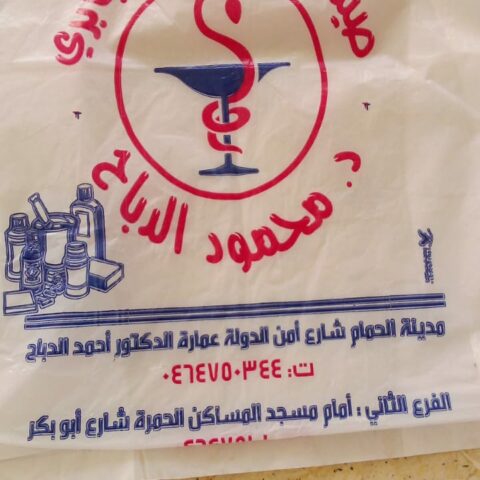 د. محمود الدباح
مدينة الحمام شارع أمن الدولة عمارة الدكتور أحمد الدباح
ت: ٠٤٦٤٧٥٠٣٤٤
الفرع الثاني : أمام مسجد المساكن الحمرة شارع أبو بكر